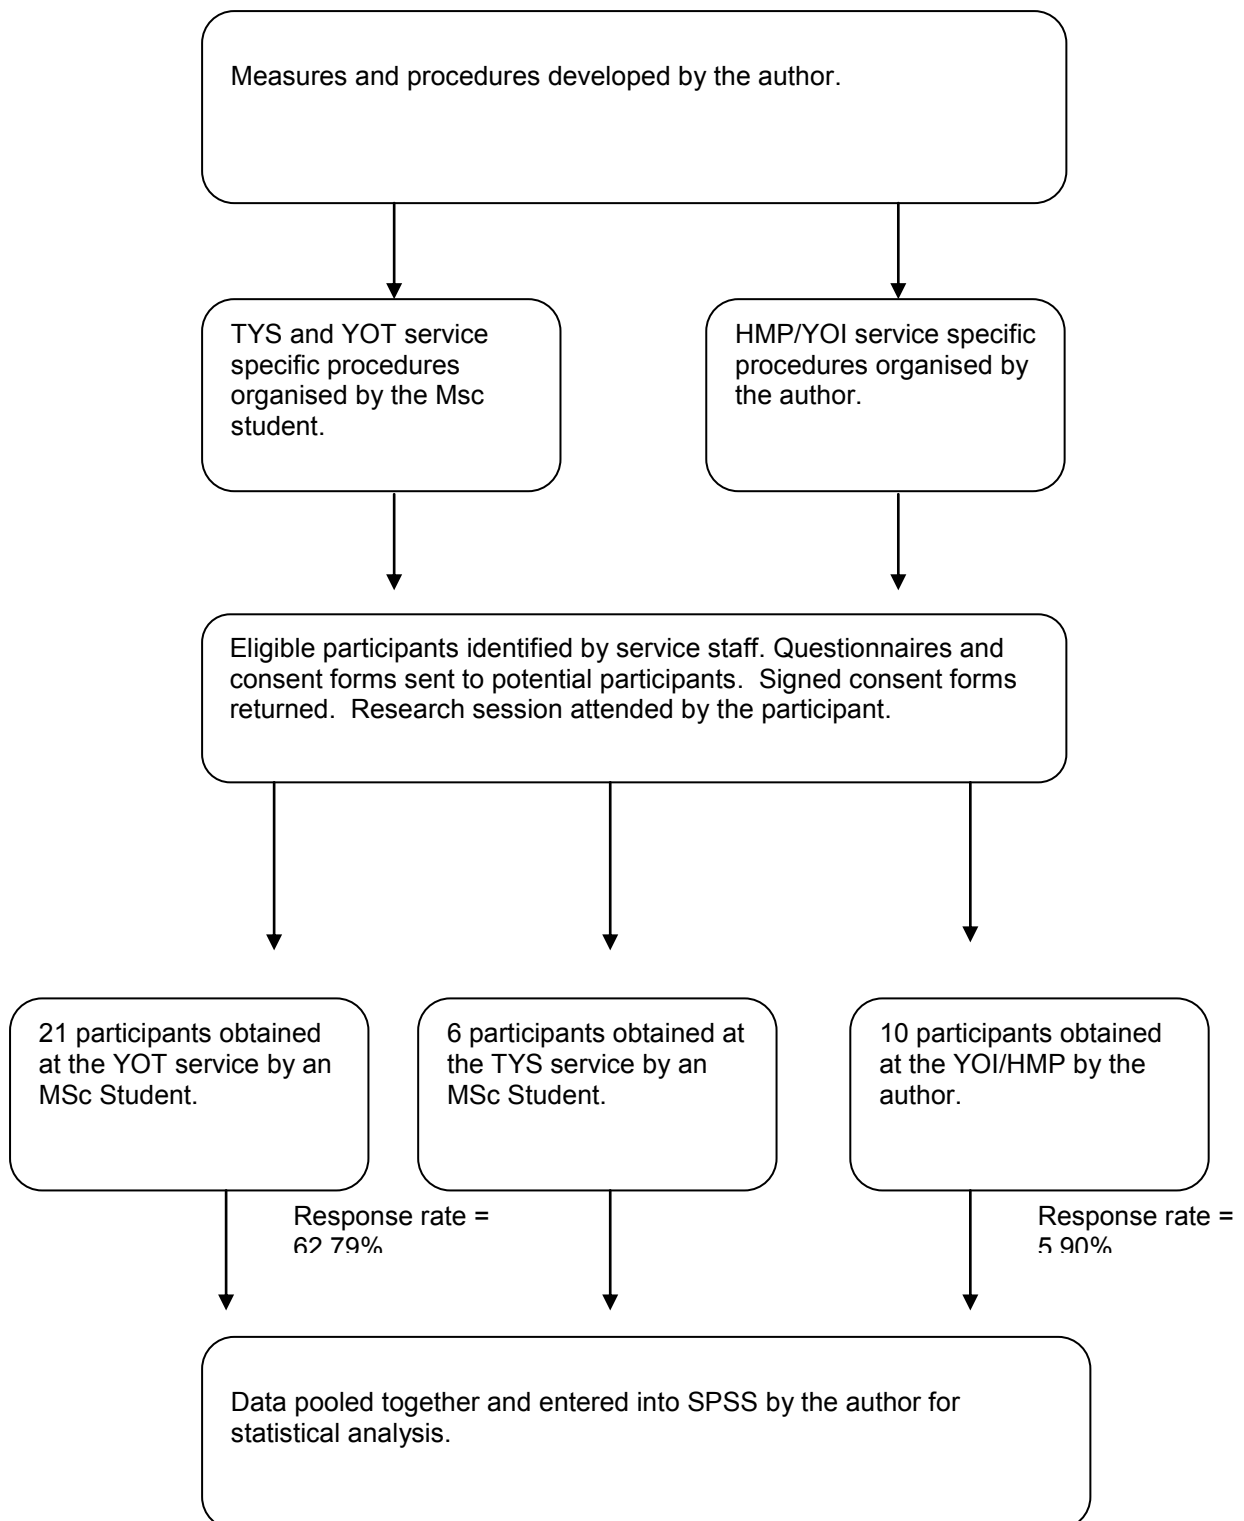 Measures and procedures developed by the author.
TYS and YOT service
specific procedures
organised by the Msc
student.
HMP/YOI service specific
procedures organised by
the author.
Eligible participants identified by service staff. Questionnaires and
consent forms sent to potential participants.  Signed consent forms
returned.  Research session attended by the participant.
21 participants obtained
at the YOT service by an
MSc Student.
6 participants obtained at
the TYS service by an
MSc Student.
10 participants obtained
at the YOI/HMP by the
author.
Response rate =
62.79%
Response rate =
5.90%
Data pooled together and entered into SPSS by the author for
statistical analysis.